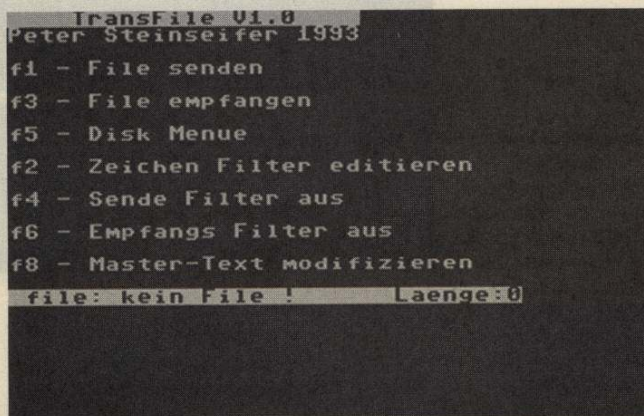 TransFile V1.0
Peter Steinseifer 1993
f1 - File senden
f3 - File empfangen
f5 - Disk Menue
f2 - Zeichen Filter editieren
f4 - Sende Filter aus
f6 - Empfangs Filter aus
f8 - Master-Text modifizieren
file: kein File ! Laenge:0